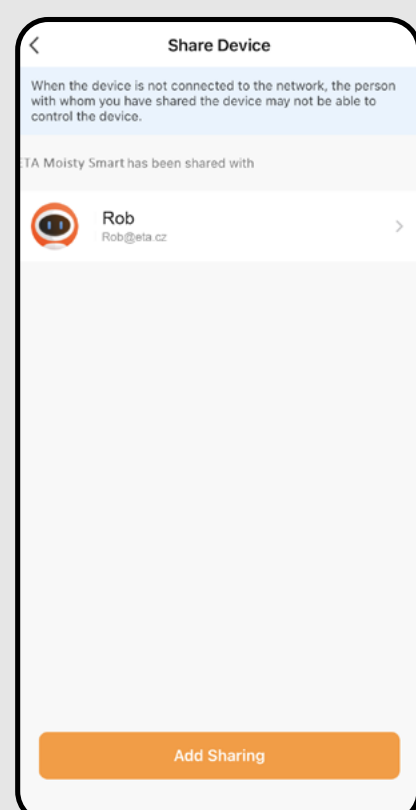 Share Device
When the device is not connected to the network, the person
with whom you have shared the device may not be able to
control the device.
TA Moisty Smart has been shared with
Rob
Rob@eta.cz
Add Sharing